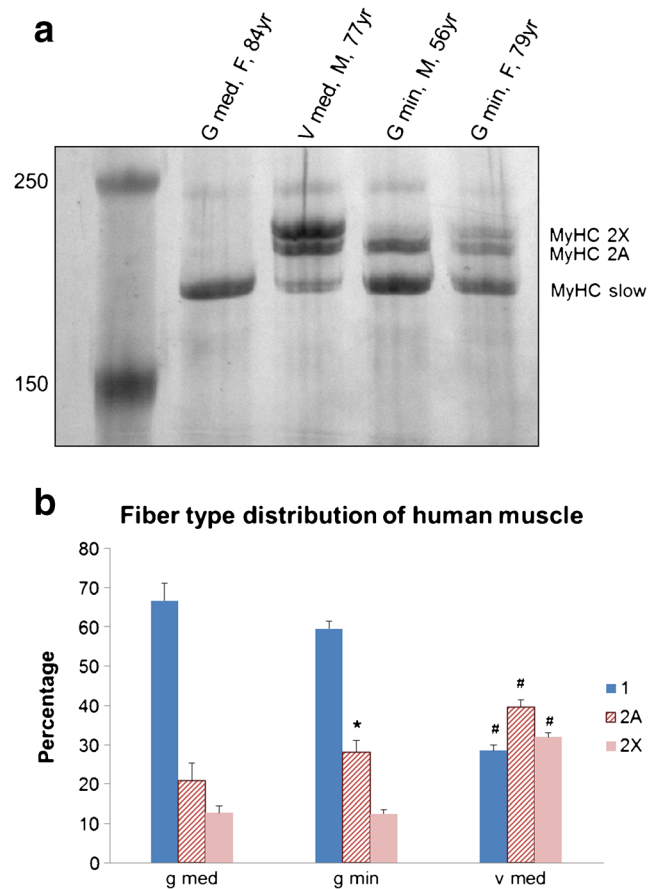 a
G med, F, 84yr
V med, M, 77yr
G min, M, 56yr
G min, F, 79yr
250
MyHC 2X
MyHC 2A
MyHC slow
150
b
Fiber type distribution of human muscle
80
70
60
50
40
30
20
10
0
Percentage
*
#
#
#
1
2A
2X
g med
g min
v med